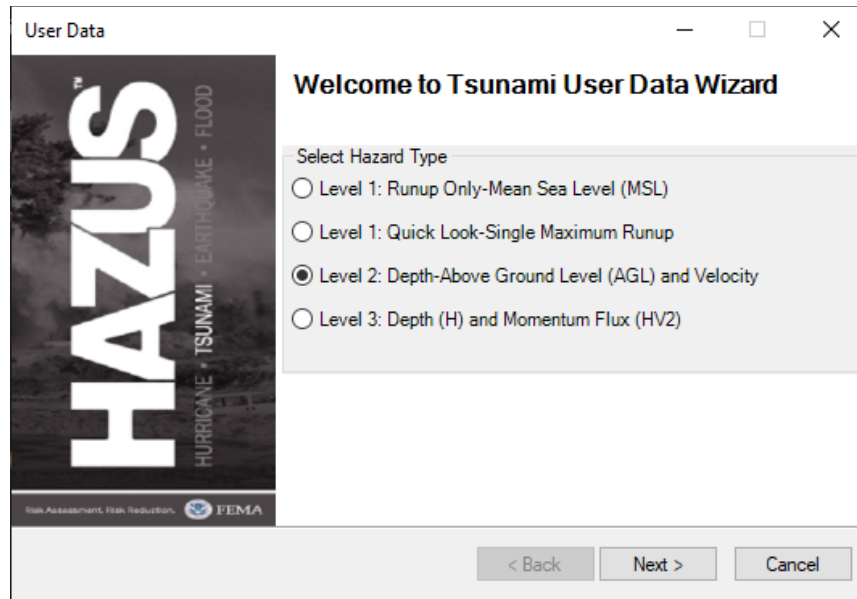 User Data
HAZUS™
HURRICANE • TSUNAMI • EARTHQUAKE • FLOOD
Risk Assessment, Risk Reduction.
FEMA
Welcome to Tsunami User Data Wizard
Select Hazard Type
Level 1: Runup Only-Mean Sea Level (MSL)
Level 1: Quick Look-Single Maximum Runup
Level 2: Depth-Above Ground Level (AGL) and Velocity
Level 3: Depth (H) and Momentum Flux (HV2)
< Back
Next >
Cancel